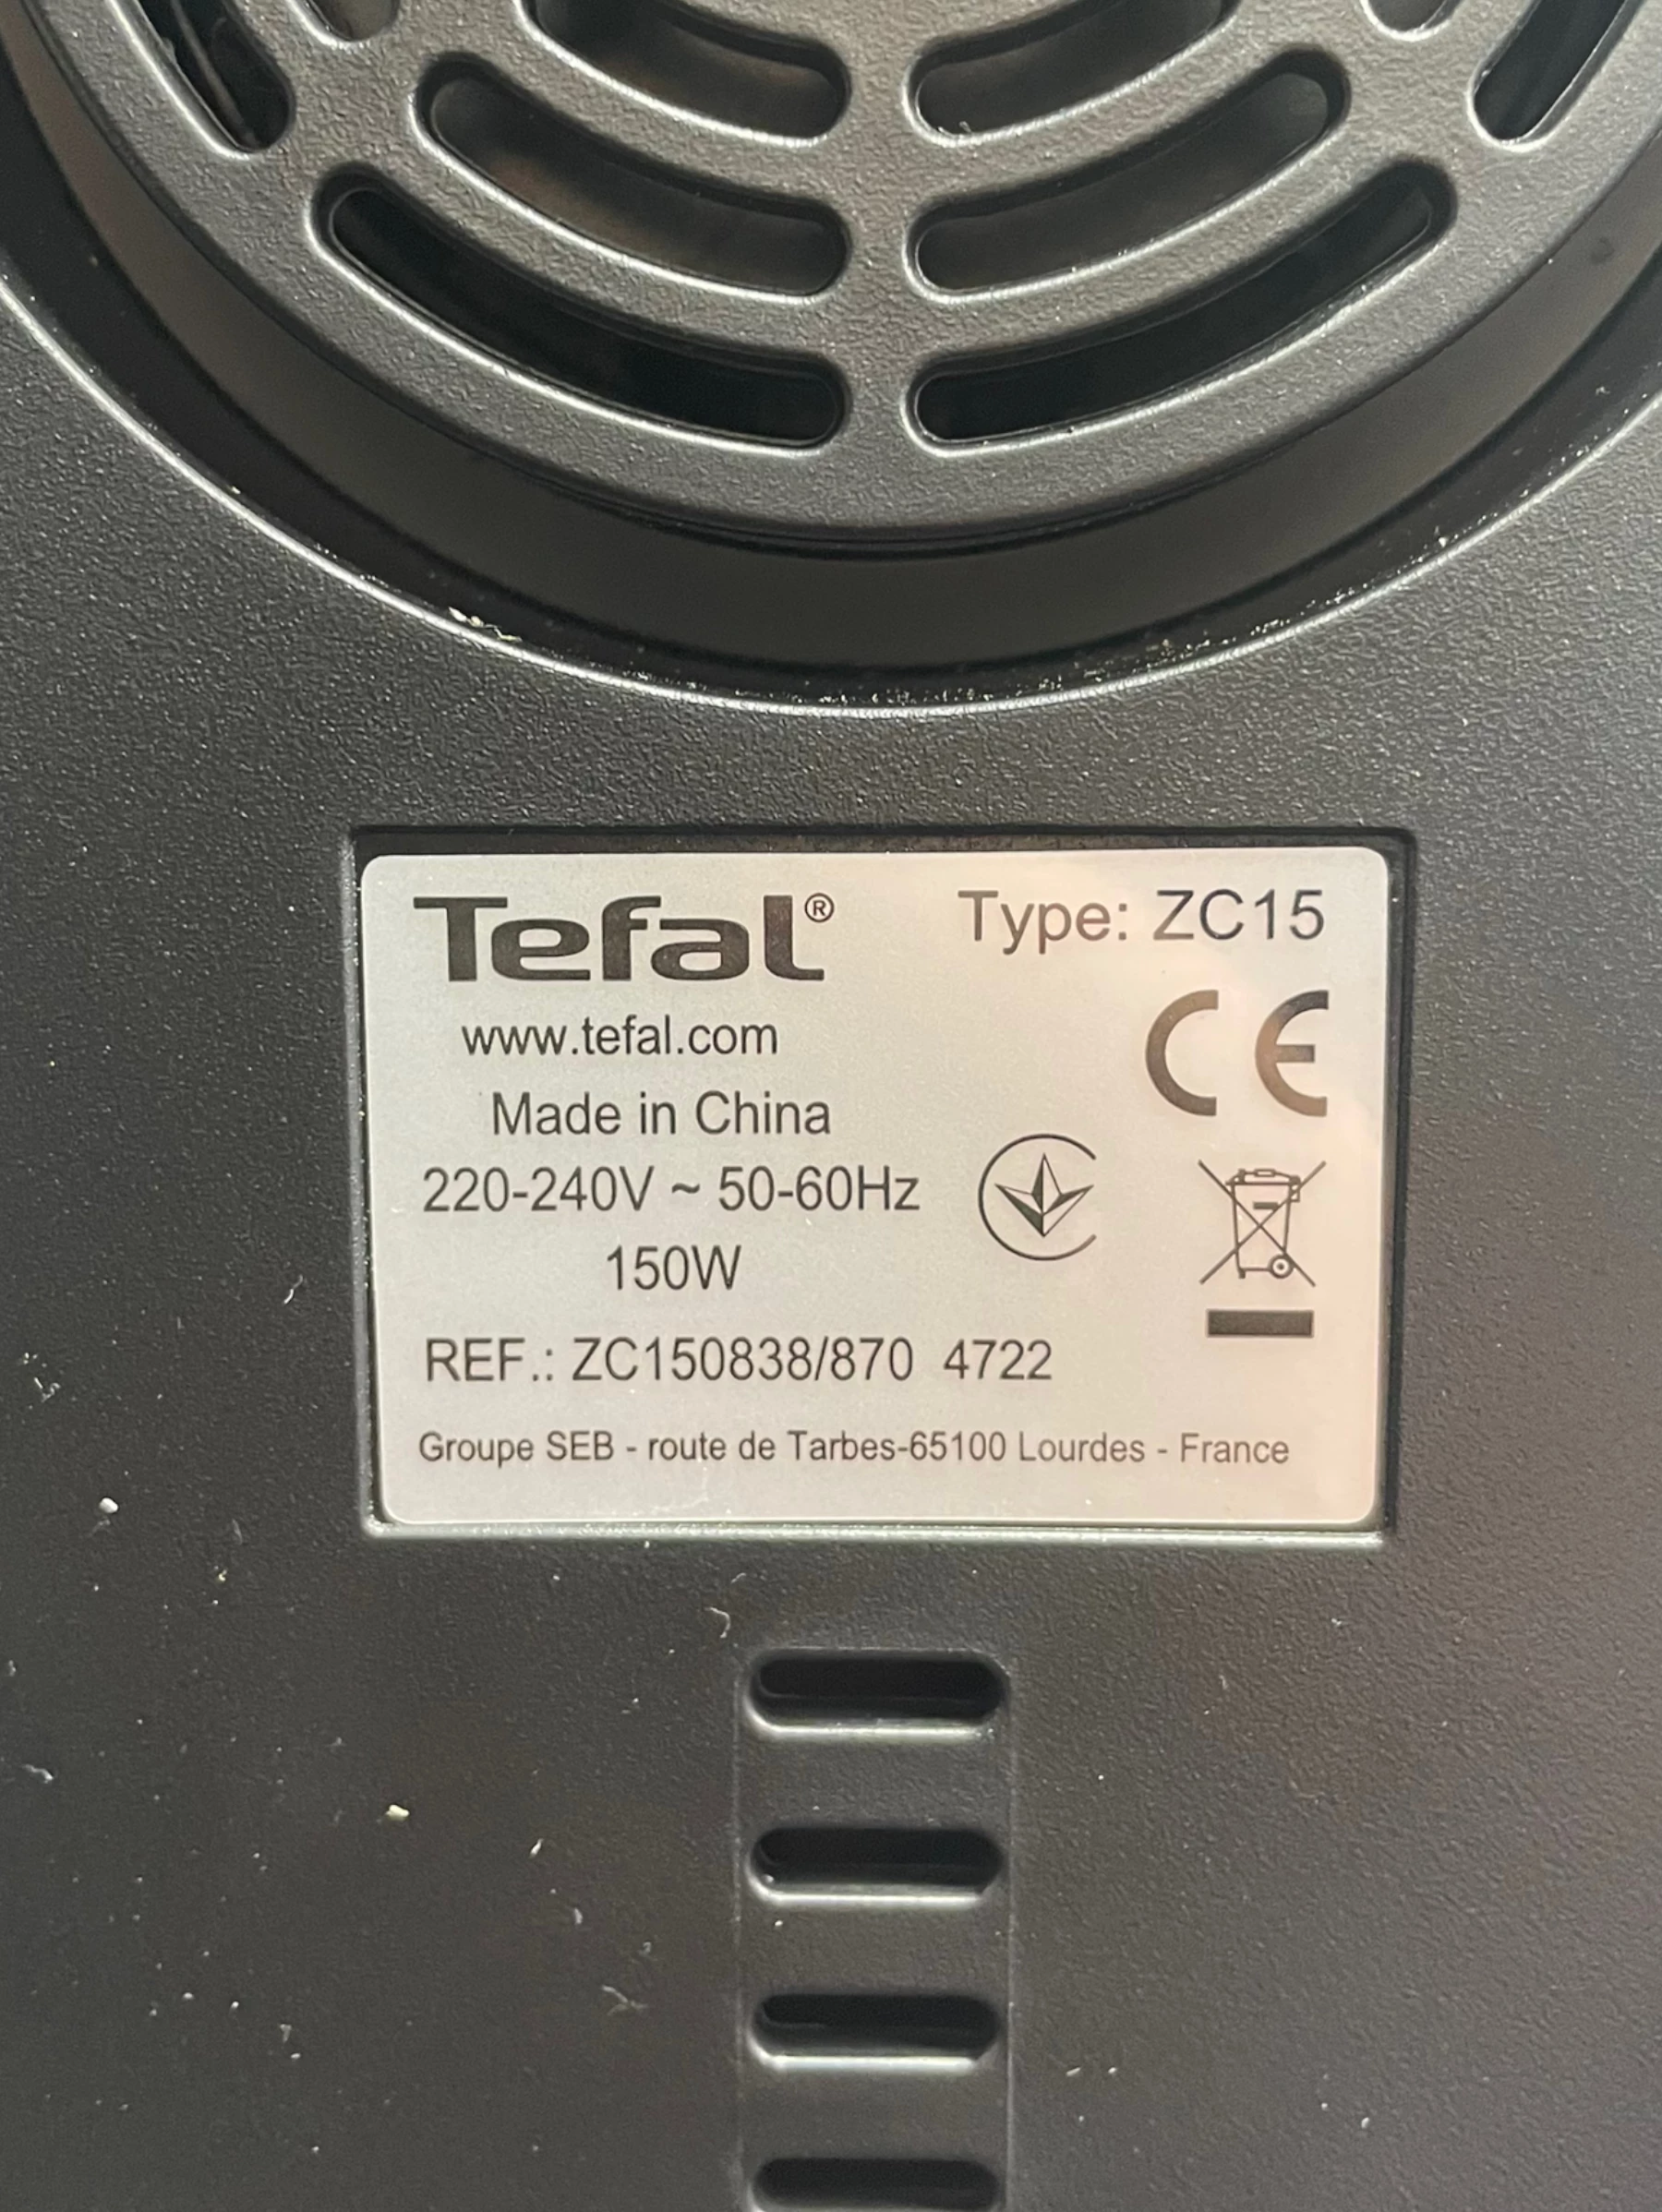 Tefal® Type: ZC15
www.tefal.com
CE
Made in China
220-240V ~ 50-60Hz
150W
REF.: ZC150838/870 4722
Groupe SEB - route de Tarbes-65100 Lourdes - France